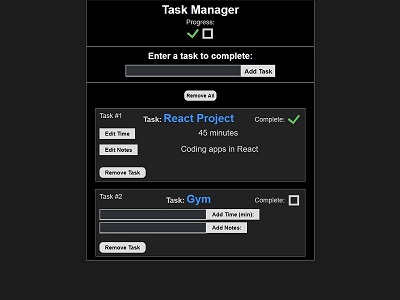 Task Manager
Progress:
Enter a task to complete:
Add Task
Remove All
Task #1
Task: React Project
Complete:
Edit Time
45 minutes
Edit Notes
Coding apps in React
Remove Task
Task #2
Task: Gym
Complete:
Add Time (min):
Add Notes:
Remove Task